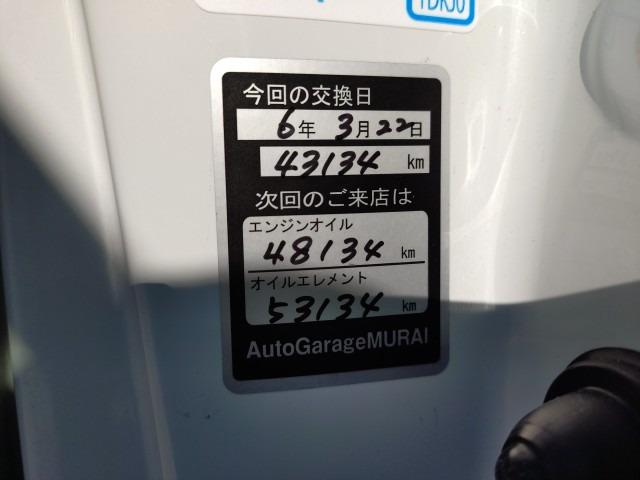 今回の交換日
6年 3月22日
43134 km
次回のご来店は
エンジンオイル
48134 km
オイルエレメント
53134 km
AutoGarageMURAI